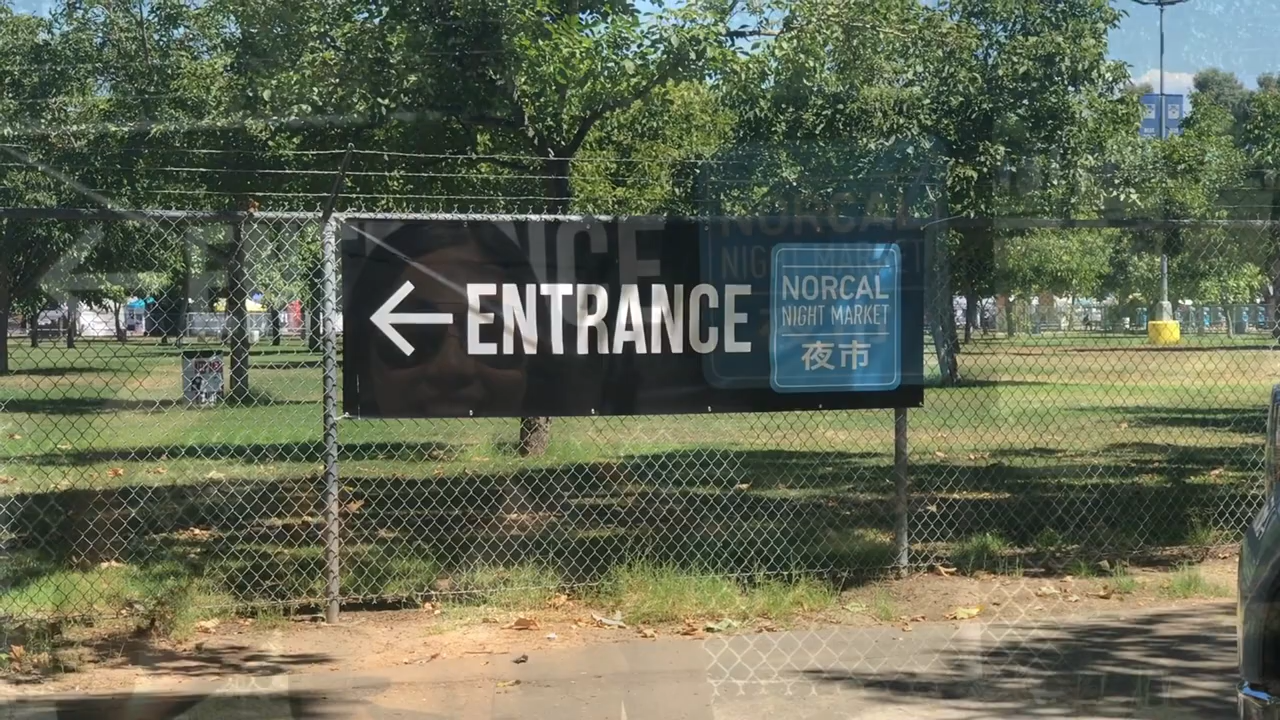 ← ENTRANCE
NORCAL
NIGHT MARKET
夜市